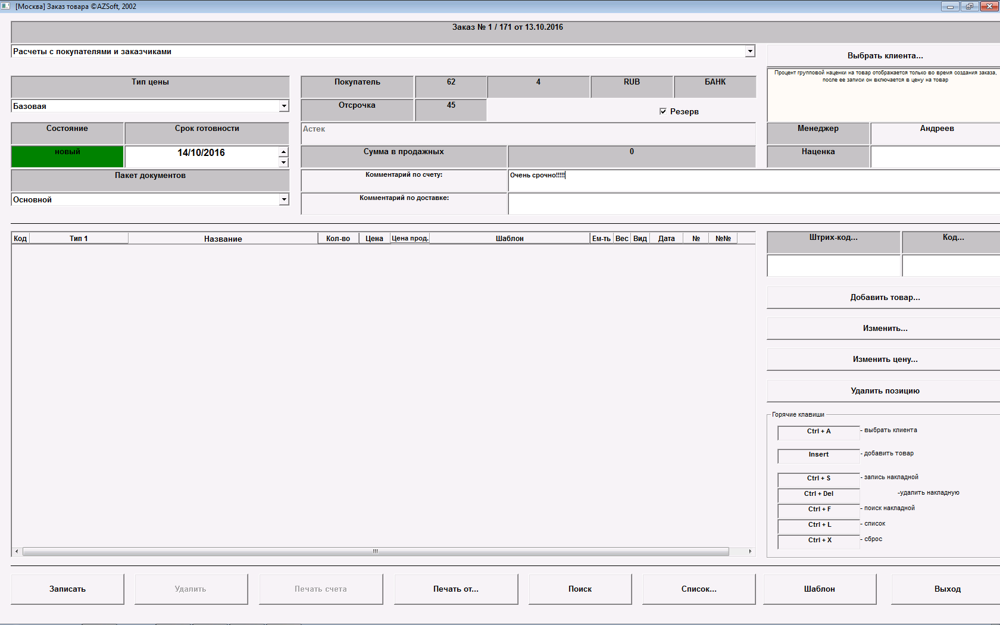 [Москва] Заказ товара ©AZSoft, 2002
Заказ № 1 / 171 от 13.10.2016
Расчеты с покупателями и заказчиками
Выбрать клиента...
Процент групповой наценки на товар отображается только во время создания заказа,
после ее записи он включается в цену на товар
Тип цены
Покупатель 62 4 RUB БАНК
Базовая
Отсрочка 45
Резерв
Состояние Срок готовности
Астек
Менеджер Андреев
новый 14/10/2016
Сумма в продажных 0
Наценка
Пакет документов
Комментарий по счету: Очень срочно!!!!!
Основной
Комментарий по доставке:
Код Тип 1 Название Кол-во Цена Цена прод. Шаблон Ем-ть Вес Вид Дата № №№
Штрих-код... Код...
Добавить товар...
Изменить...
Изменить цену...
Удалить позицию
Горячие клавиши
Ctrl + A - выбрать клиента
Insert - добавить товар
Ctrl + S - запись накладной
Ctrl + Del -удалить накладную
Ctrl + F - поиск накладной
Ctrl + L - список
Ctrl + X - сброс
Записать Удалить Печать счета Печать от... Поиск Список... Шаблон Выход